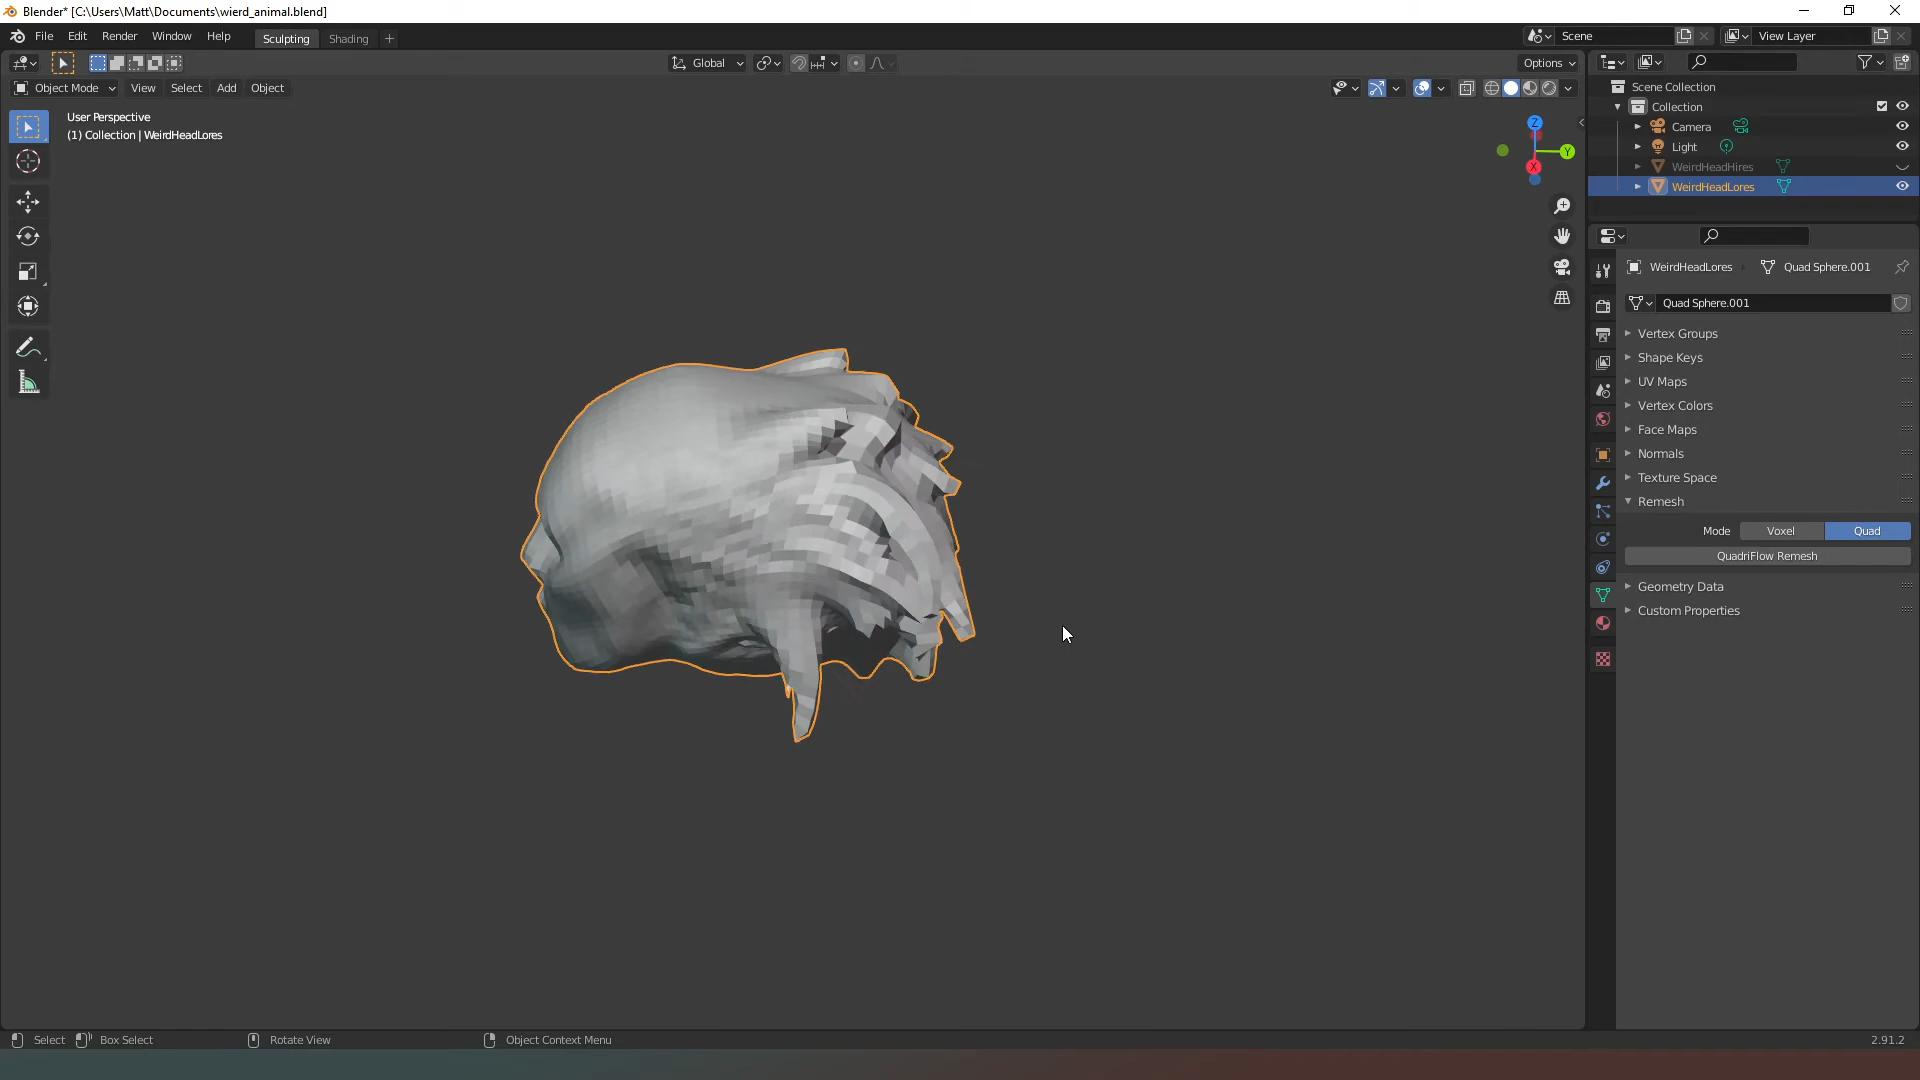 Blender* [C:\Users\Matt\Documents\wierd_animal.blend]
File Edit Render Window Help Sculpting Shading +
Scene
View Layer
Global
Options
Object Mode View Select Add Object
User Perspective
(1) Collection | WeirdHeadLores
Z
Y
X
Scene Collection
Collection
Camera
Light
WeirdHeadHires
WeirdHeadLores
WeirdHeadLores Quad Sphere.001
Quad Sphere.001
Vertex Groups
Shape Keys
UV Maps
Vertex Colors
Face Maps
Normals
Texture Space
Remesh
Mode Voxel Quad
QuadriFlow Remesh
Geometry Data
Custom Properties
Select Box Select Rotate View Object Context Menu 2.91.2